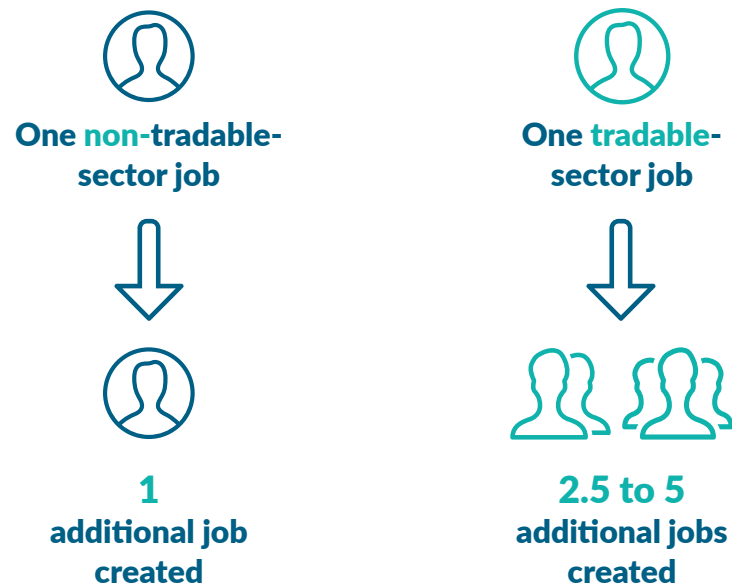 One non-tradable-
sector job
1
additional job
created
One tradable-
sector job
2.5 to 5
additional jobs
created